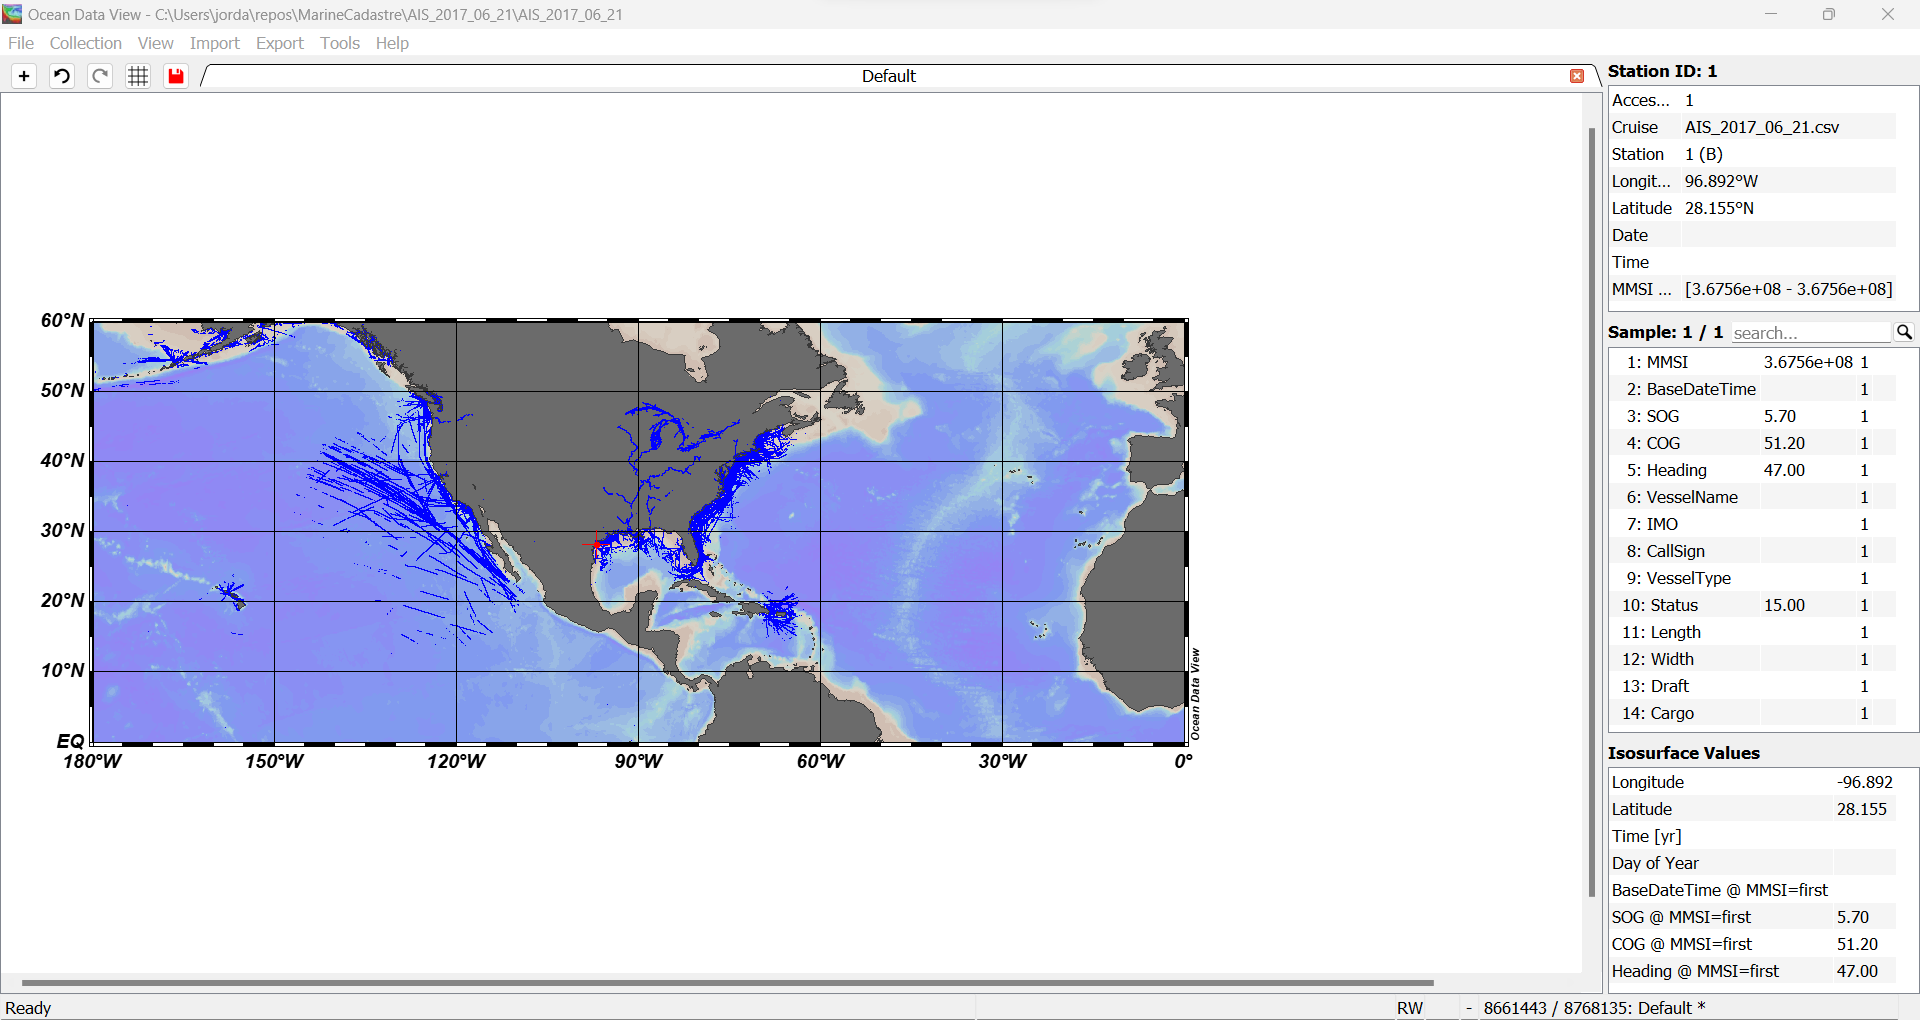 Ocean Data View - C:\Users\jorda\repos\MarineCadastre\AIS_2017_06_21\AIS_2017_06_21
File Collection View Import Export Tools Help
Default
60°N
50°N
40°N
30°N
20°N
10°N
EQ
180°W 150°W 120°W 90°W 60°W 30°W 0°
Ocean Data View
Station ID: 1
Acces... 1
Cruise AIS_2017_06_21.csv
Station 1 (B)
Longit... 96.892°W
Latitude 28.155°N
Date
Time
MMSI ... [3.6756e+08 - 3.6756e+08]
Sample: 1 / 1 search...
1: MMSI 3.6756e+08 1
2: BaseDateTime 1
3: SOG 5.70 1
4: COG 51.20 1
5: Heading 47.00 1
6: VesselName 1
7: IMO 1
8: CallSign 1
9: VesselType 1
10: Status 15.00 1
11: Length 1
12: Width 1
13: Draft 1
14: Cargo 1
Isosurface Values
Longitude -96.892
Latitude 28.155
Time [yr]
Day of Year
BaseDateTime @ MMSI=first
SOG @ MMSI=first 5.70
COG @ MMSI=first 51.20
Heading @ MMSI=first 47.00
Ready RW - 8661443 / 8768135: Default *